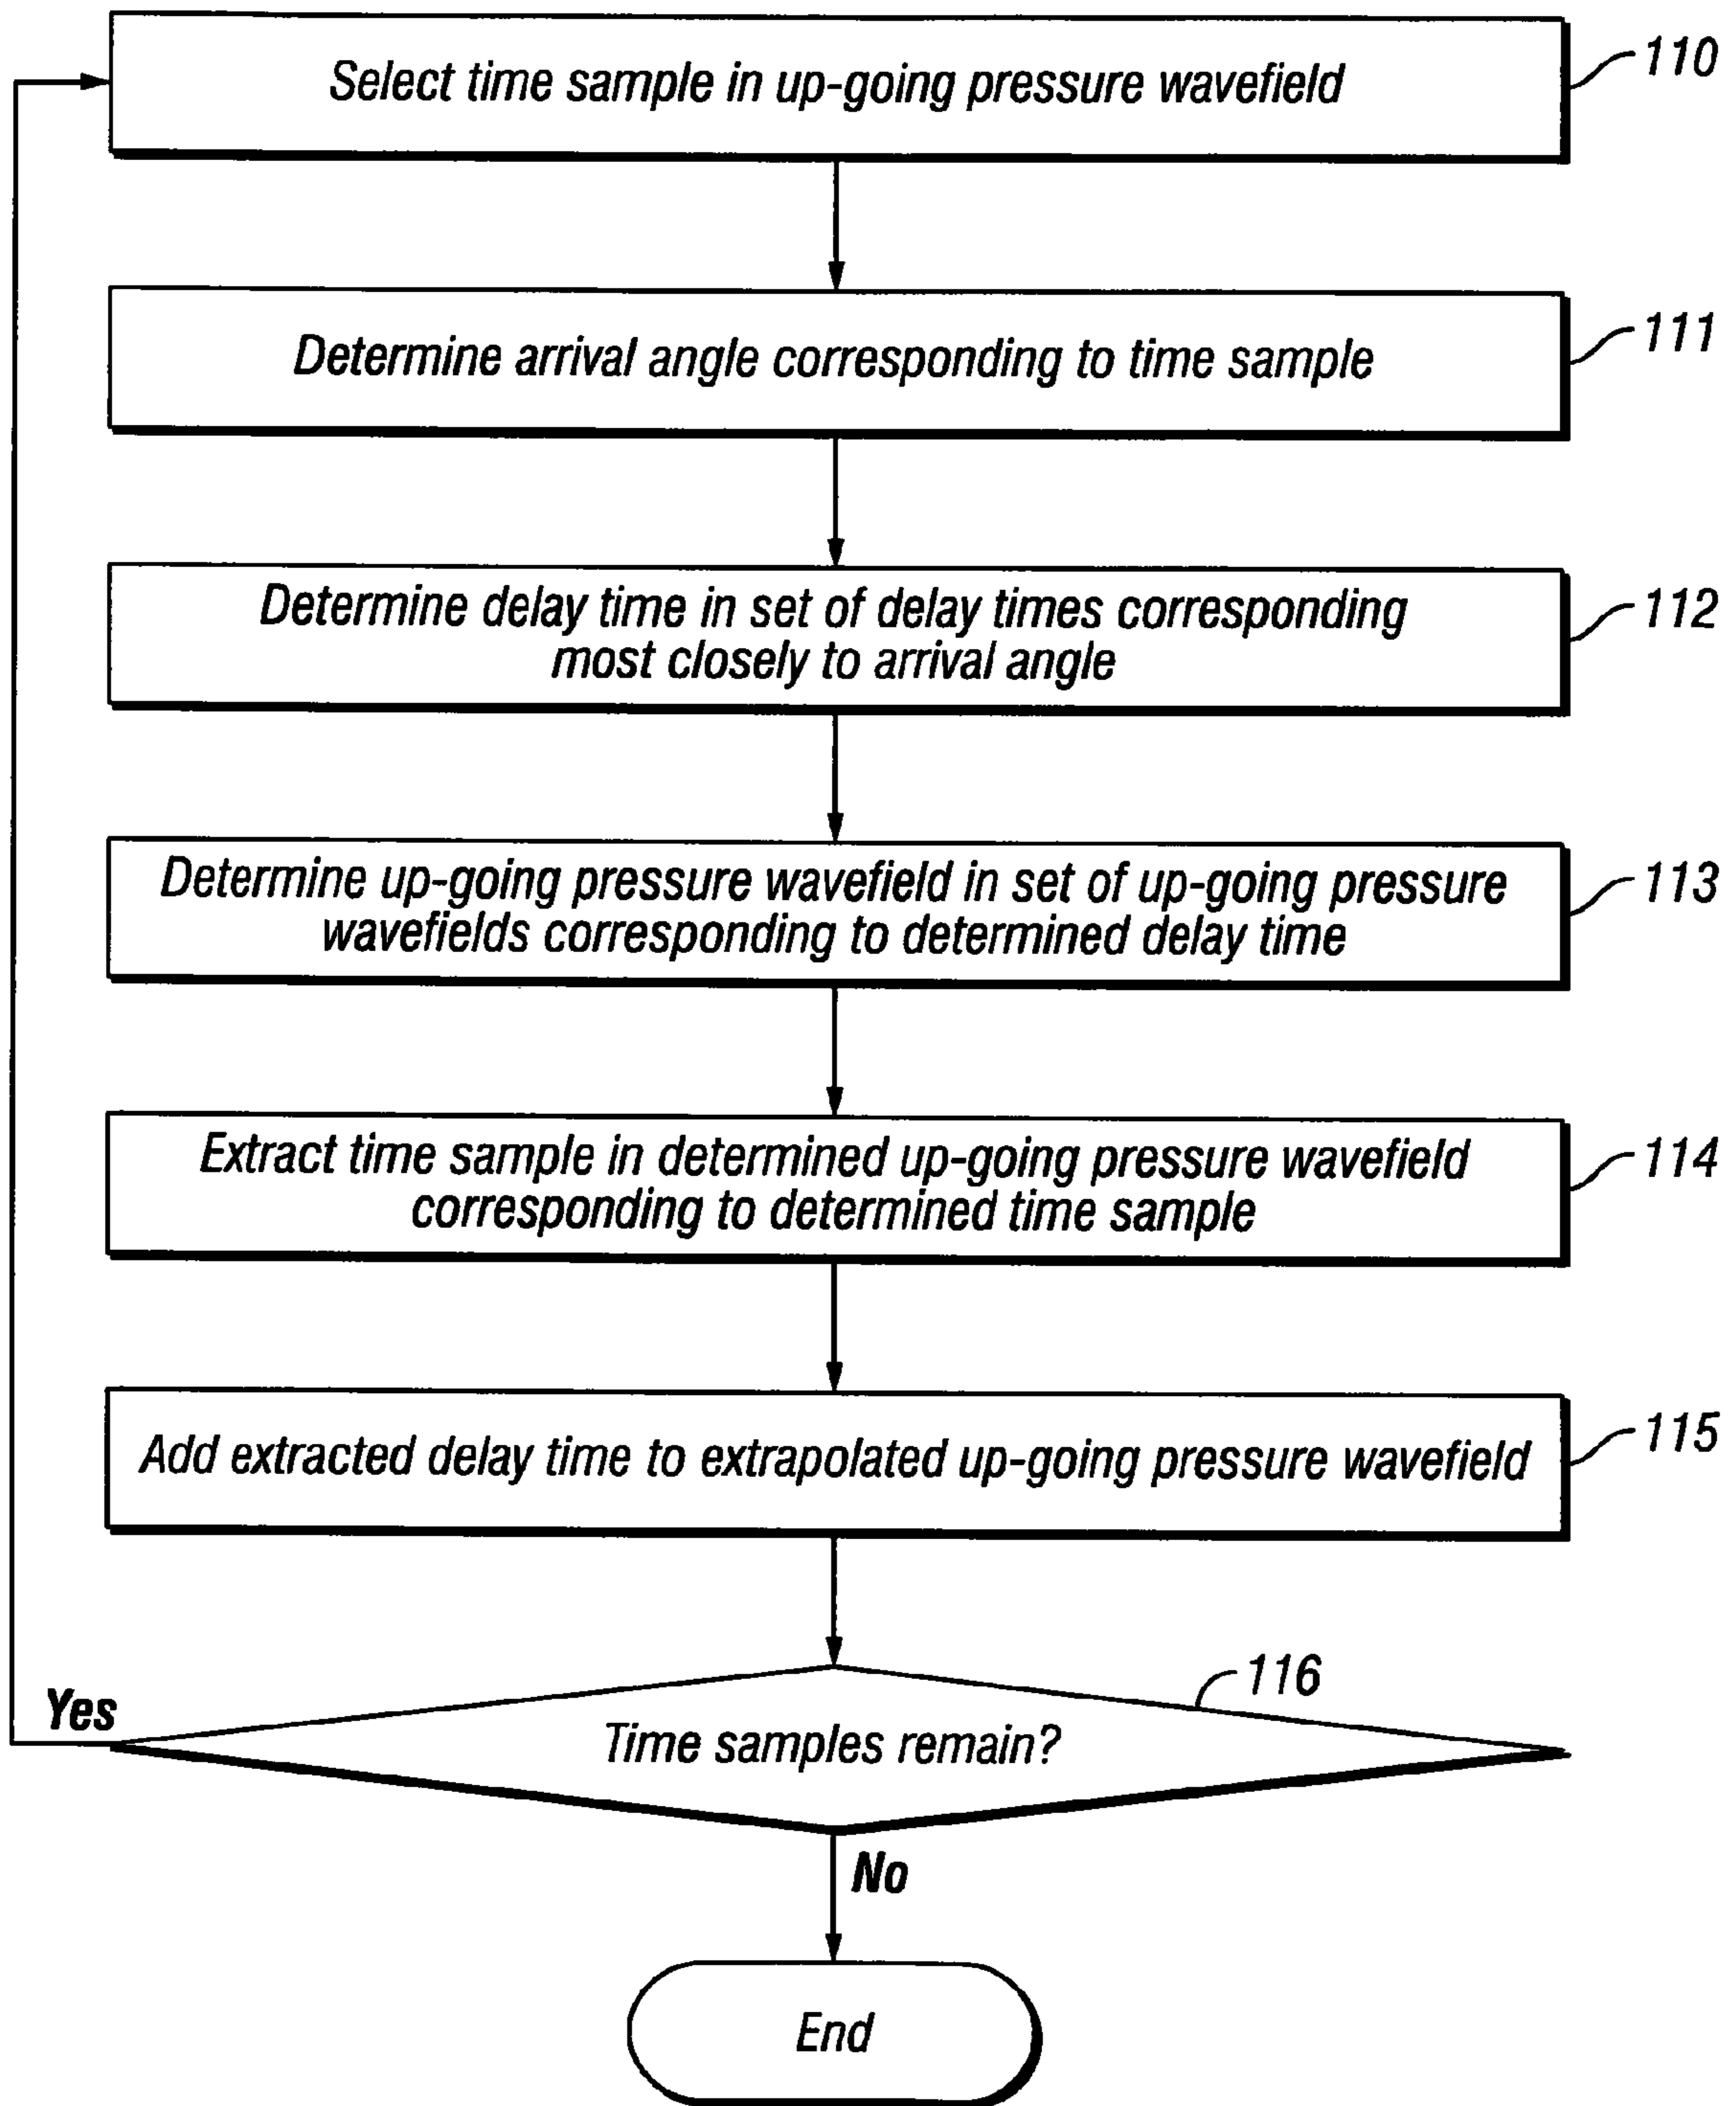 Select time sample in up-going pressure wavefield
110
Determine arrival angle corresponding to time sample
111
Determine delay time in set of delay times corresponding
most closely to arrival angle
112
Determine up-going pressure wavefield in set of up-going pressure
wavefields corresponding to determined delay time
113
Extract time sample in determined up-going pressure wavefield
corresponding to determined time sample
114
Add extracted delay time to extrapolated up-going pressure wavefield
115
116
Yes
Time samples remain?
No
End